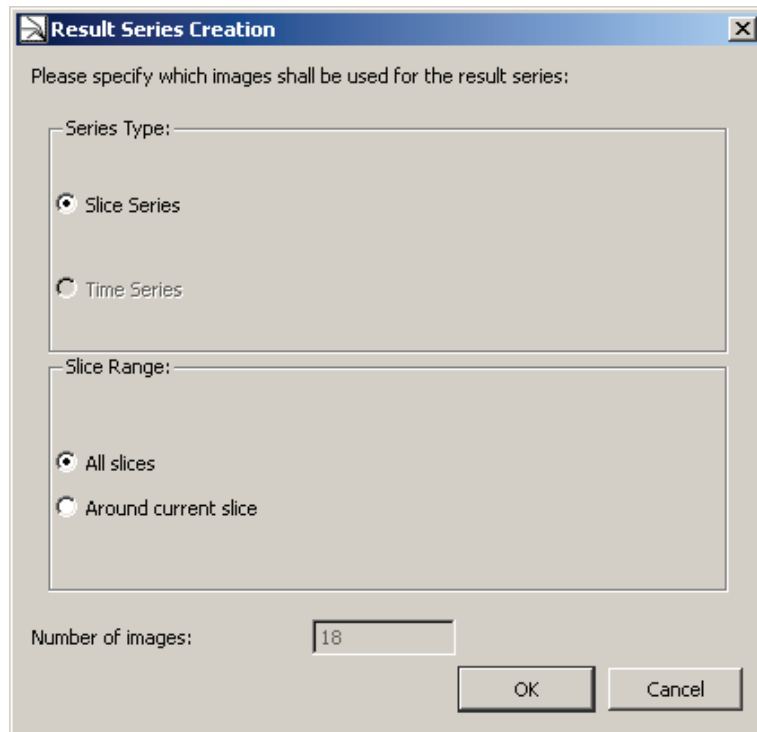 Result Series Creation
Please specify which images shall be used for the result series:
Series Type:
Slice Series
Time Series
Slice Range:
All slices
Around current slice
Number of images: 18
OK Cancel